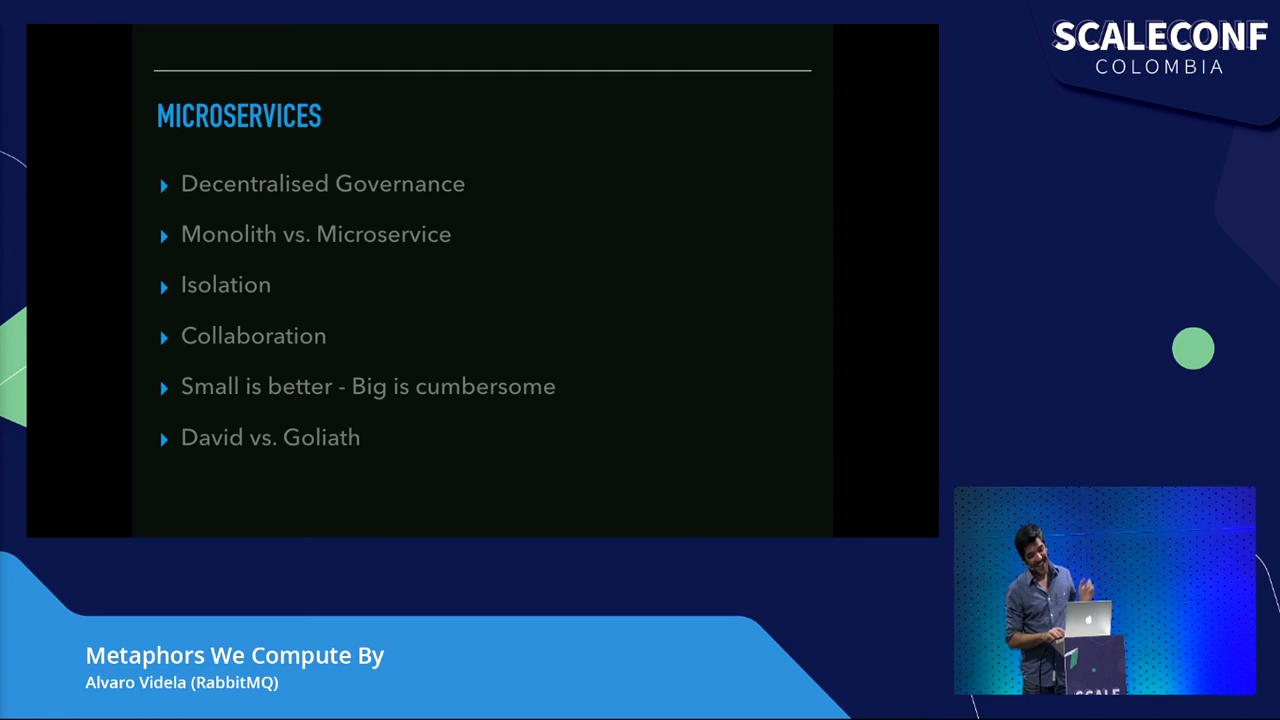 SCALECONF
COLOMBIA
MICROSERVICES
Decentralised Governance
Monolith vs. Microservice
Isolation
Collaboration
Small is better - Big is cumbersome
David vs. Goliath
SCALE
Metaphors We Compute By
Alvaro Videla (RabbitMQ)